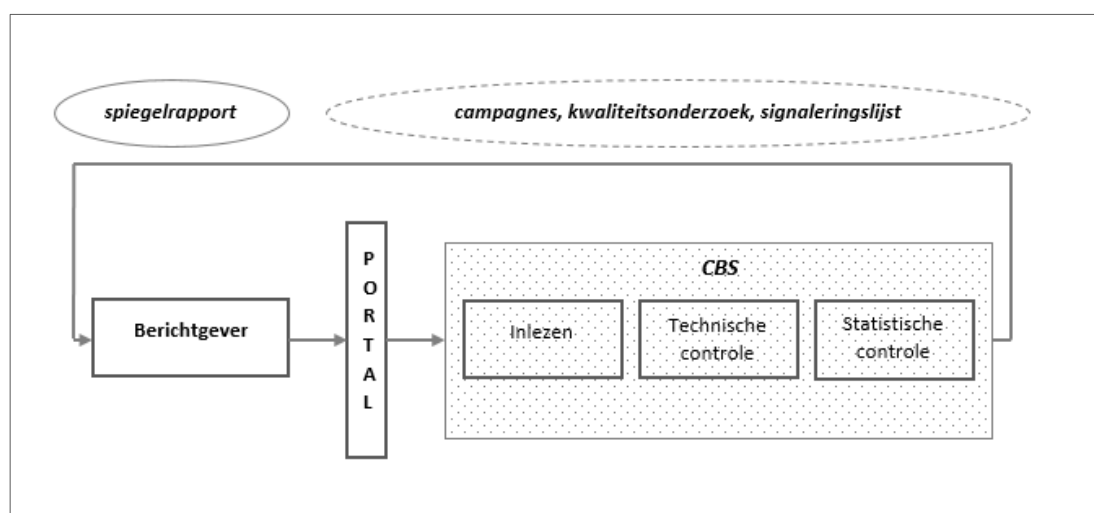 spiegelrapport
campagnes, kwaliteitsonderzoek, signaleringslijst
Berichtgever
P
O
R
T
A
L
CBS
Inlezen
Technische
controle
Statistische
controle